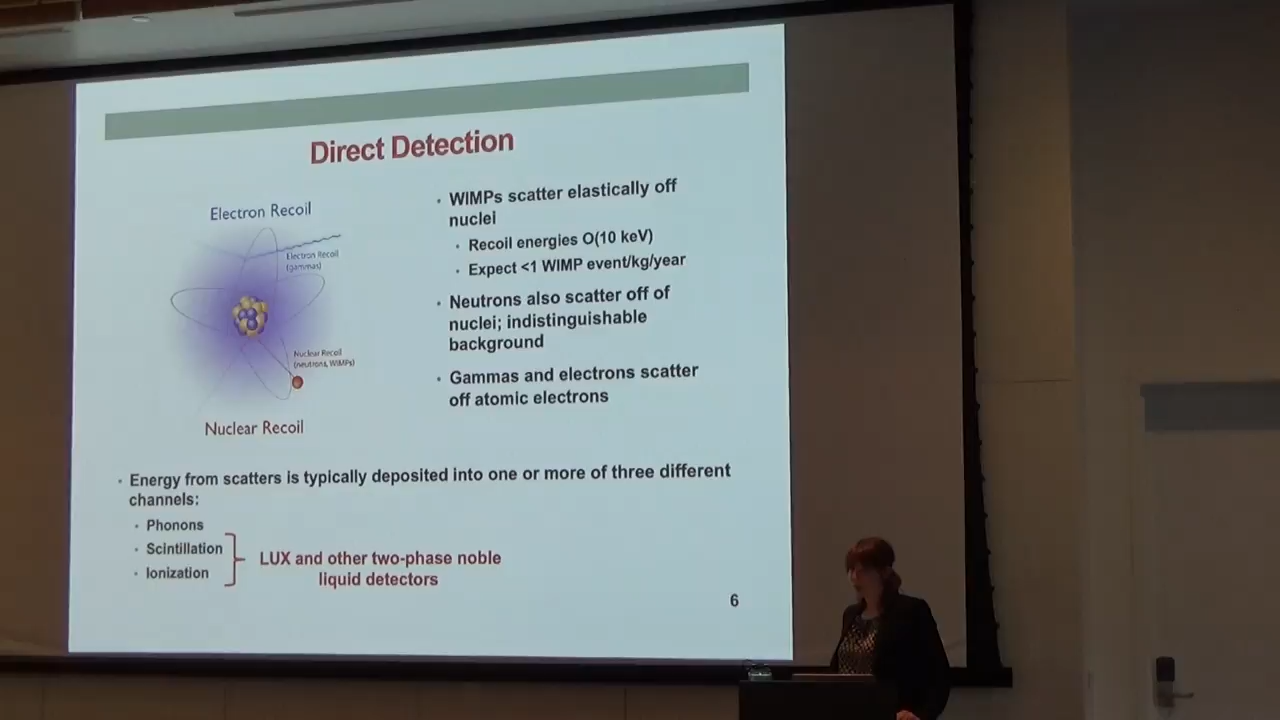 Direct Detection
Electron Recoil
Electron Recoil
(gammas)
Nuclear Recoil
(neutrons, WIMPs)
Nuclear Recoil
• WIMPs scatter elastically off
nuclei
• Recoil energies O(10 keV)
• Expect <1 WIMP event/kg/year
• Neutrons also scatter off of
nuclei; indistinguishable
background
• Gammas and electrons scatter
off atomic electrons
• Energy from scatters is typically deposited into one or more of three different
channels:
• Phonons
• Scintillation
• Ionization
LUX and other two-phase noble
liquid detectors
6